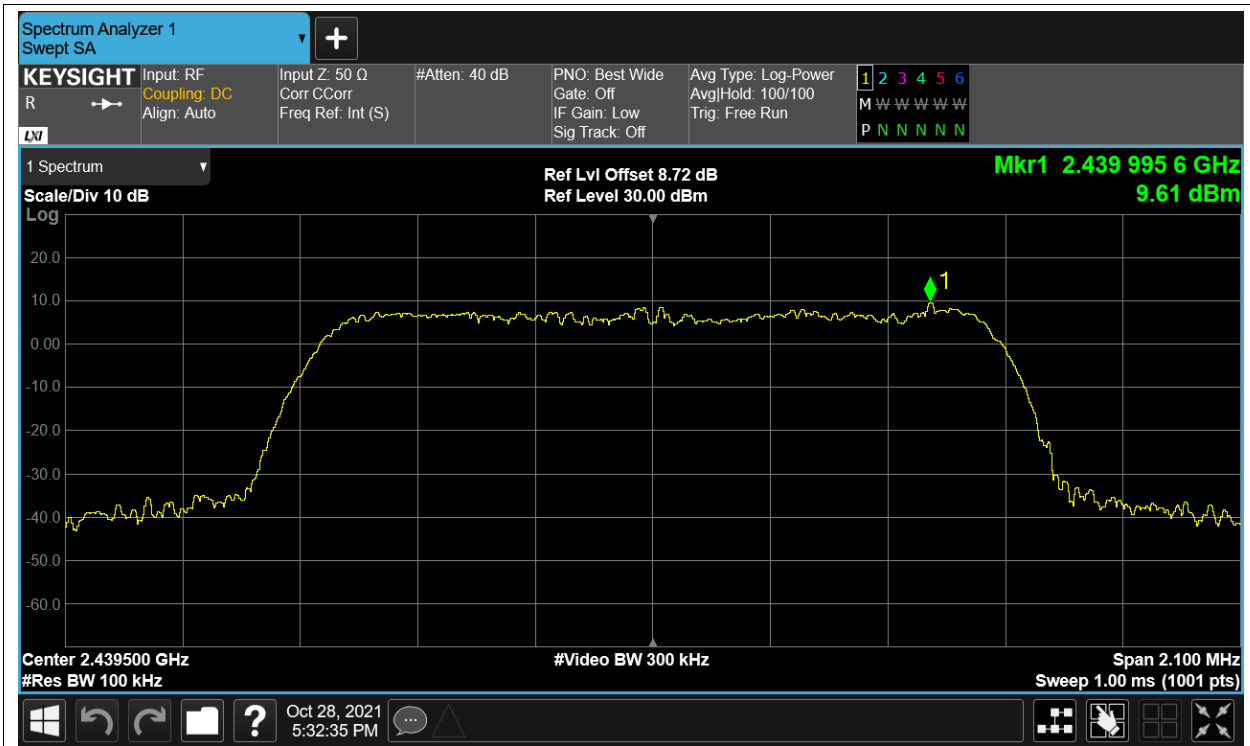 Spectrum Analyzer 1
Swept SA
▼
+
KEYSIGHT
R
LXI
Input: RF
Coupling: DC
Align: Auto
Input Z: 50 Ω
Corr CCorr
Freq Ref: Int (S)
#Atten: 40 dB
PNO: Best Wide
Gate: Off
IF Gain: Low
Sig Track: Off
Avg Type: Log-Power
Avg|Hold: 100/100
Trig: Free Run
1 2 3 4 5 6
M W W W W W W
P N N N N N N
1 Spectrum ▼
Scale/Div 10 dB
Ref Lvl Offset 8.72 dB
Ref Level 30.00 dBm
Mkr1 2.439 995 6 GHz
9.61 dBm
Log
20.0
10.0
0.00
-10.0
-20.0
-30.0
-40.0
-50.0
-60.0
1
Center 2.439500 GHz
#Res BW 100 kHz
#Video BW 300 kHz
Span 2.100 MHz
Sweep 1.00 ms (1001 pts)
?
Oct 28, 2021
5:32:35 PM